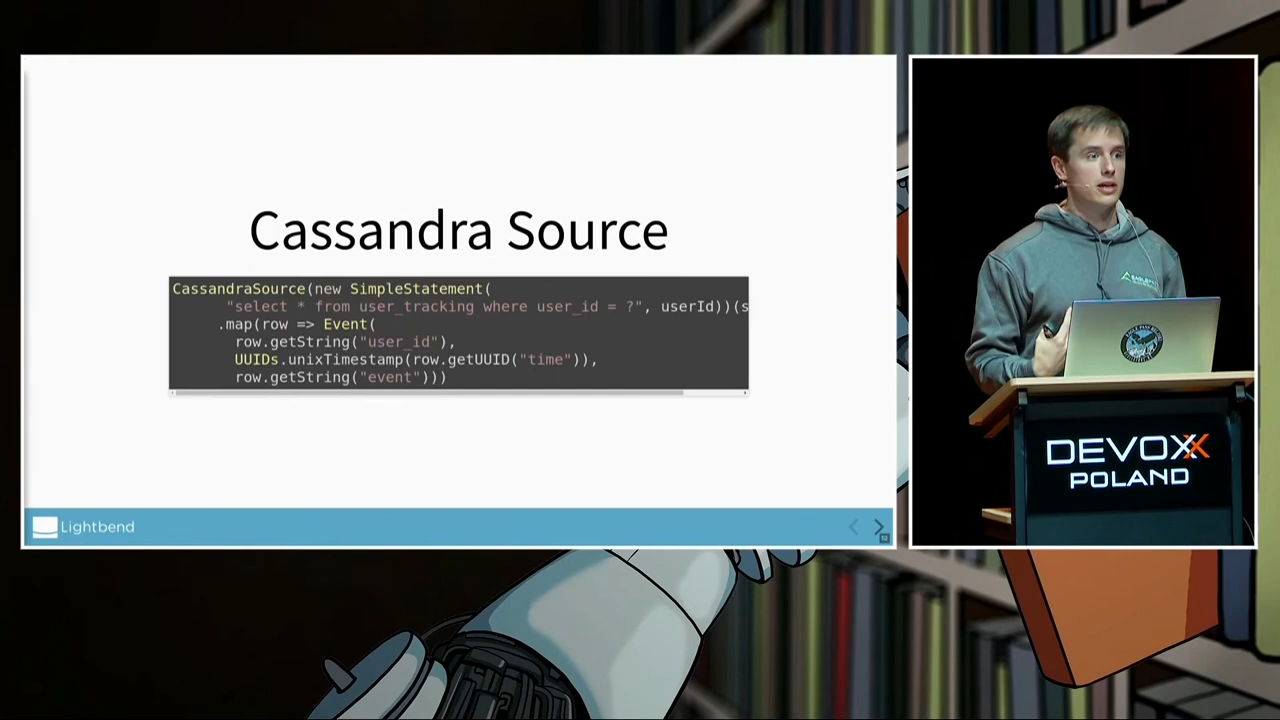 Cassandra Source
CassandraSource(new SimpleStatement(
"select * from user_tracking where user_id = ?", userId))(s
.map(row => Event(
row.getString("user_id"),
UUIDs.unixTimestamp(row.getUUID("time")),
row.getString("event")))
Lightbend
DEVOXX
POLAND